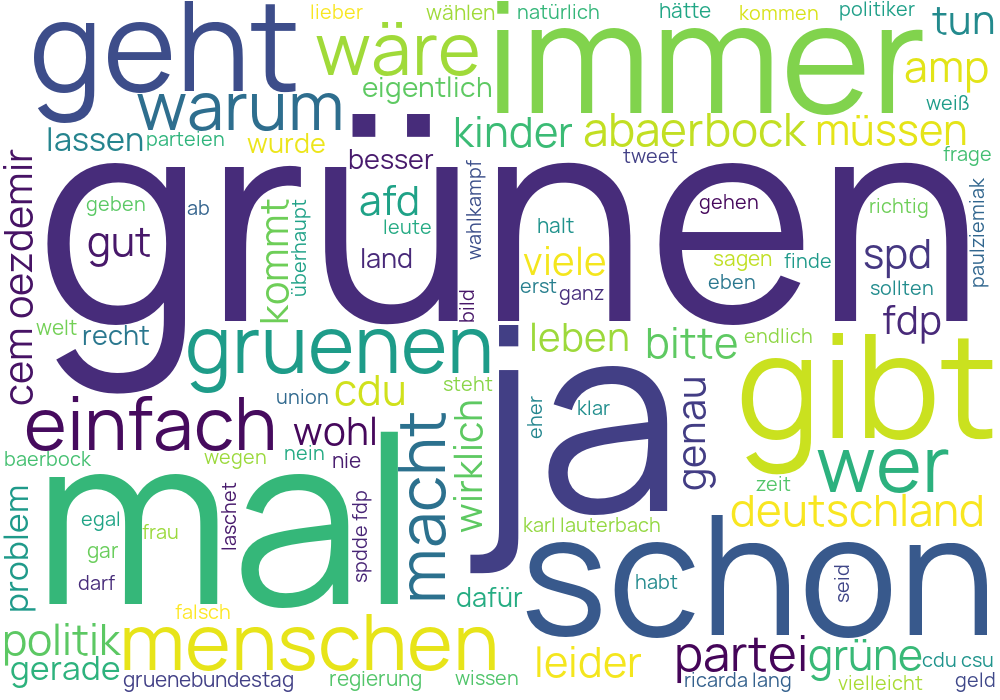 geht
lieber
wählen
natürlich
hätte
kommen
politiker
tun
wäre
immer
amp
eigentlich
warum
weiß
lassen
parteien
wurde
kinder
abaerbock
müssen
besser
tweet
frage
grünen
cem oezdemir
geben
ab
gut
kommt
überhaupt
afd
leute
land
wahlkampf
halt
viele
erst
ganz
bild
gehen
sagen
finde
eben
richtig
spd
sollten
paulziemiak
fdp
welt
recht
gruenen
ja
leben
bitte
endlich
gibt
cdu
steht
union
einfach
wohl
macht
wirklich
eher
klar
genau
wer
baerbock
wegen
nein
nie
mal
zeit
deutschland
problem
egal
frau
gar
darf
laschet
spdde fdp
karl lauterbach
schon
habt
seid
dafür
falsch
politik
menschen
gerade
gruenebundestag
regierung
wissen
leider
partei
grüne
cdu csu
ricarda lang
vielleicht
geld